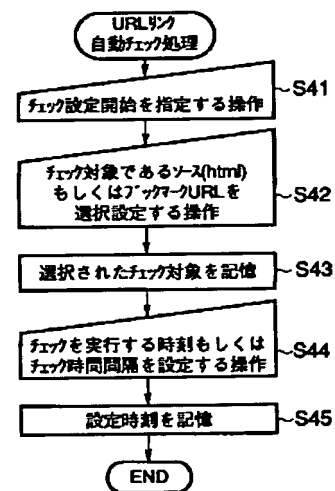 URLﾘﾝｸ
自動ﾁｪｯｸ処理
ﾁｪｯｸ設定開始を指定する操作
S41
ﾁｪｯｸ対象であるｿｰｽ(html)
もしくはﾌﾞｯｸﾏｰｸURLを
選択設定する操作
S42
選択されたﾁｪｯｸ対象を記憶
S43
ﾁｪｯｸを実行する時刻もしくは
ﾁｪｯｸ時間間隔を設定する操作
S44
設定時刻を記憶
S45
END